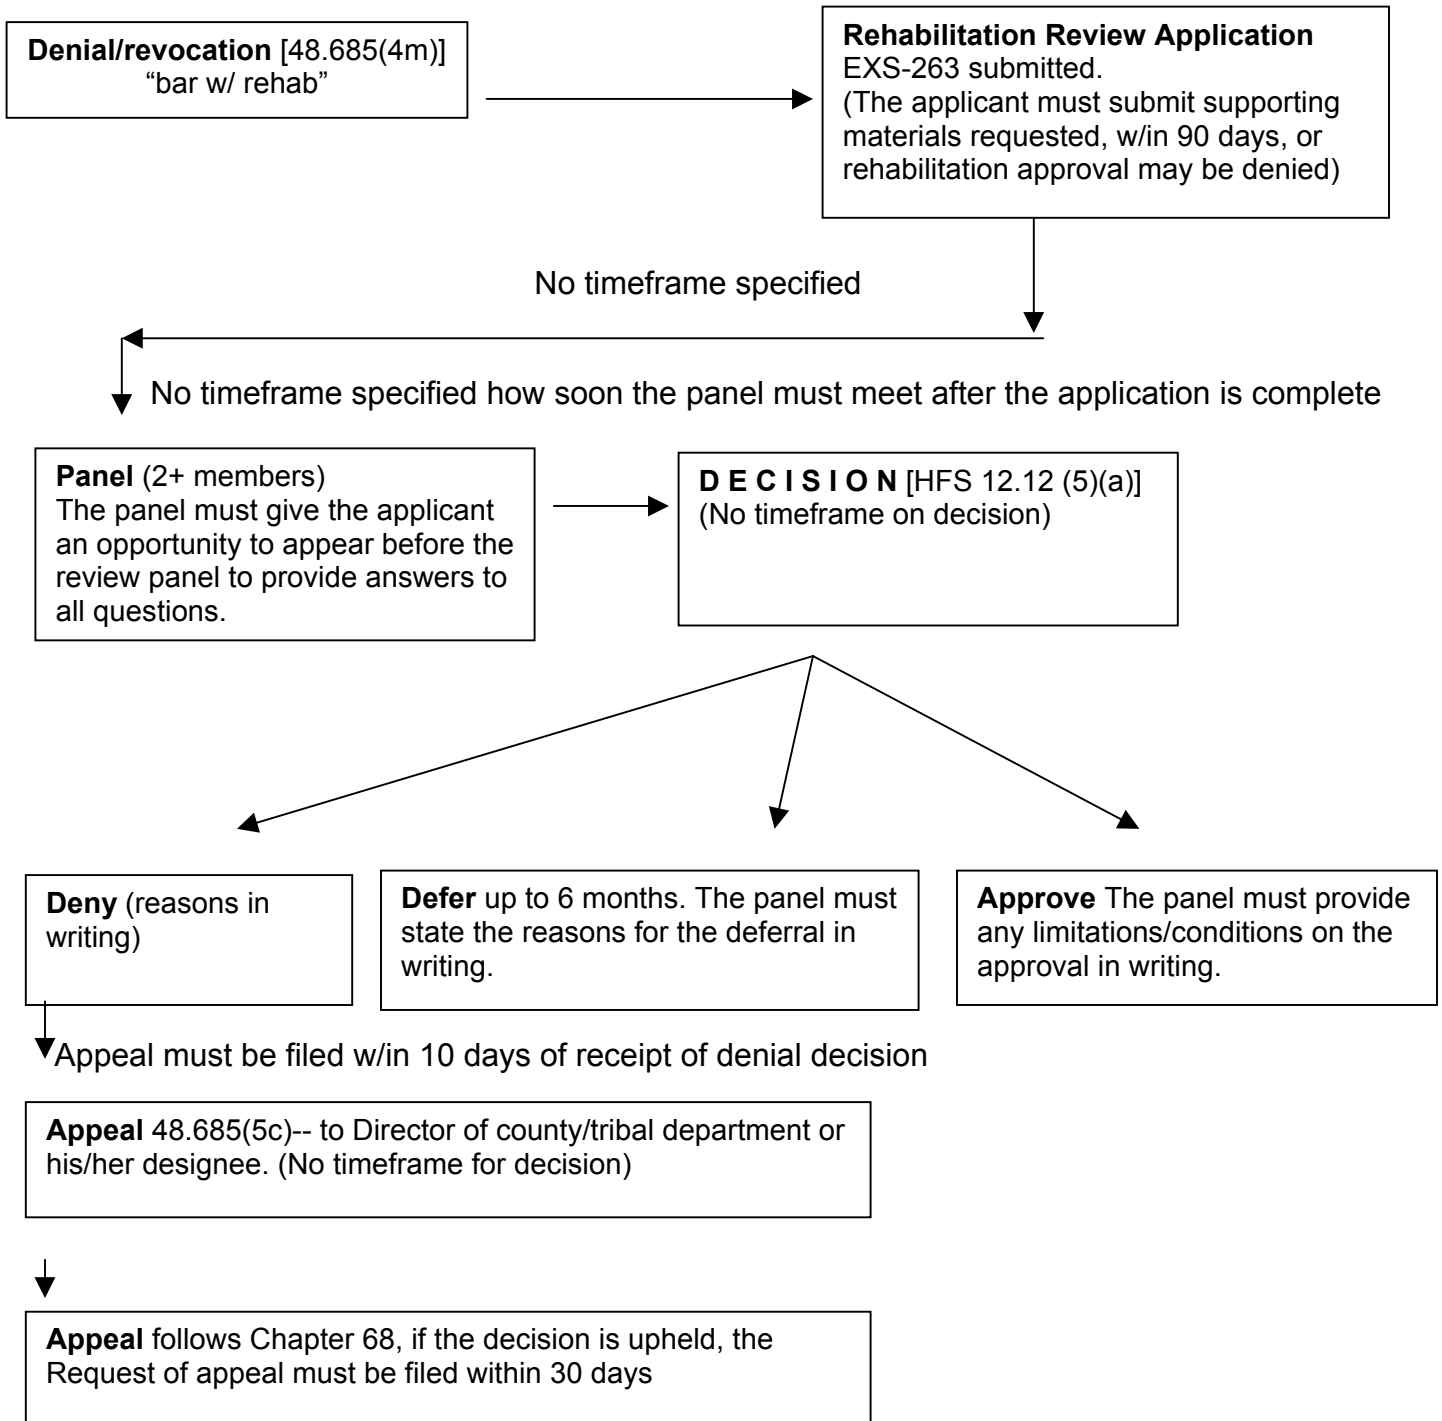 Denial/revocation [48.685(4m)]
“bar w/ rehab”
Rehabilitation Review Application
EXS-263 submitted.
(The applicant must submit supporting
materials requested, w/in 90 days, or
rehabilitation approval may be denied)
No timeframe specified
No timeframe specified how soon the panel must meet after the application is complete
Panel (2+ members)
The panel must give the applicant
an opportunity to appear before the
review panel to provide answers to
all questions.
D E C I S I O N [HFS 12.12 (5)(a)]
(No timeframe on decision)
Deny (reasons in
writing)
Defer up to 6 months. The panel must
state the reasons for the deferral in
writing.
Approve The panel must provide
any limitations/conditions on the
approval in writing.
Appeal must be filed w/in 10 days of receipt of denial decision
Appeal 48.685(5c)-- to Director of county/tribal department or
his/her designee. (No timeframe for decision)
Appeal follows Chapter 68, if the decision is upheld, the
Request of appeal must be filed within 30 days